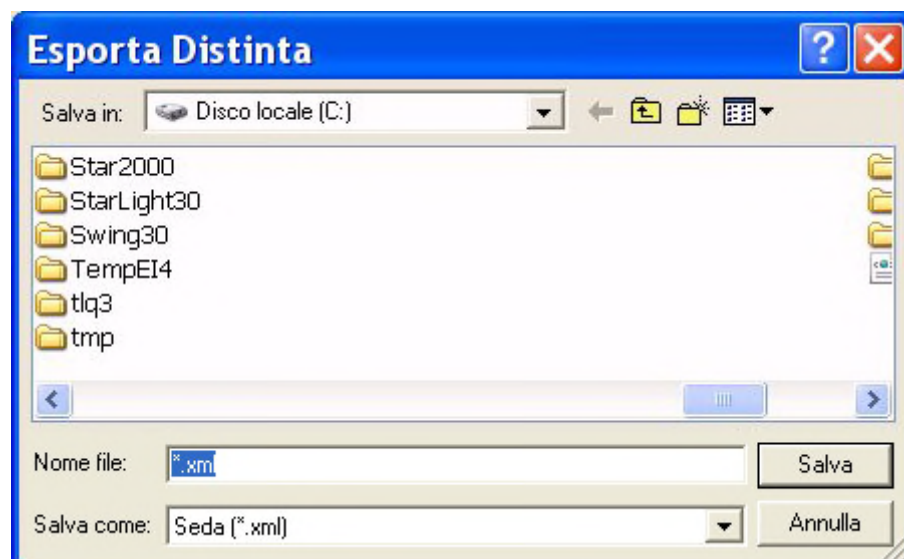 Esporta Distinta
Salva in: Disco locale (C:)
Star2000
StarLight30
Swing30
TempEI4
tlq3
tmp
Nome file: *.xml Salva
Salva come: Seda (*.xml) Annulla